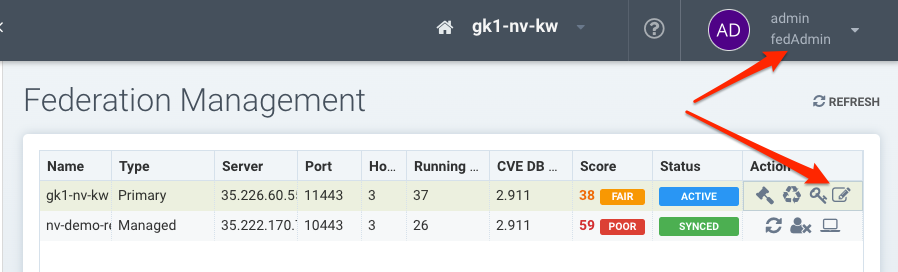 gk1-nv-kw
?
AD
admin
fedAdmin
Federation Management
REFRESH
Name Type Server Port Ho... Running ... CVE DB ... Score Status Action
gk1-nv-kw Primary 35.226.60.5 11443 3 37 2.911 38 FAIR ACTIVE
nv-demo-r Managed 35.222.170. 10443 3 26 2.911 59 POOR SYNCED